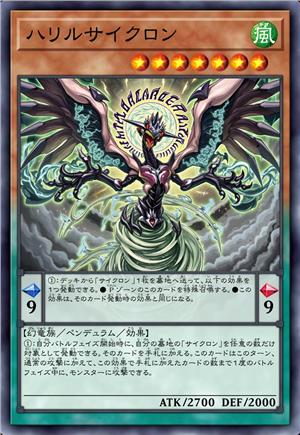 ハリルサイクロン
風
①：デッキから「サイクロン」1枚を墓地へ送って、以下の効果を
1つ発動できる。●Pゾーンのこのカードを特殊召喚する。●この
効果は、そのカード発動時の効果と同じになる。
9
9
【幻竜族／ペンデュラム／効果】
①：自分バトルフェイズ開始時に、自分の墓地の「サイクロン」を任意の数だけ
対象として発動できる。そのカードを手札に加える。このカードはこのターン、
通常の攻撃に加えて、この効果で手札に加えたカードの数まで1度のバトル
フェイズ中に、モンスターに攻撃できる。
ATK/2700 DEF/2000